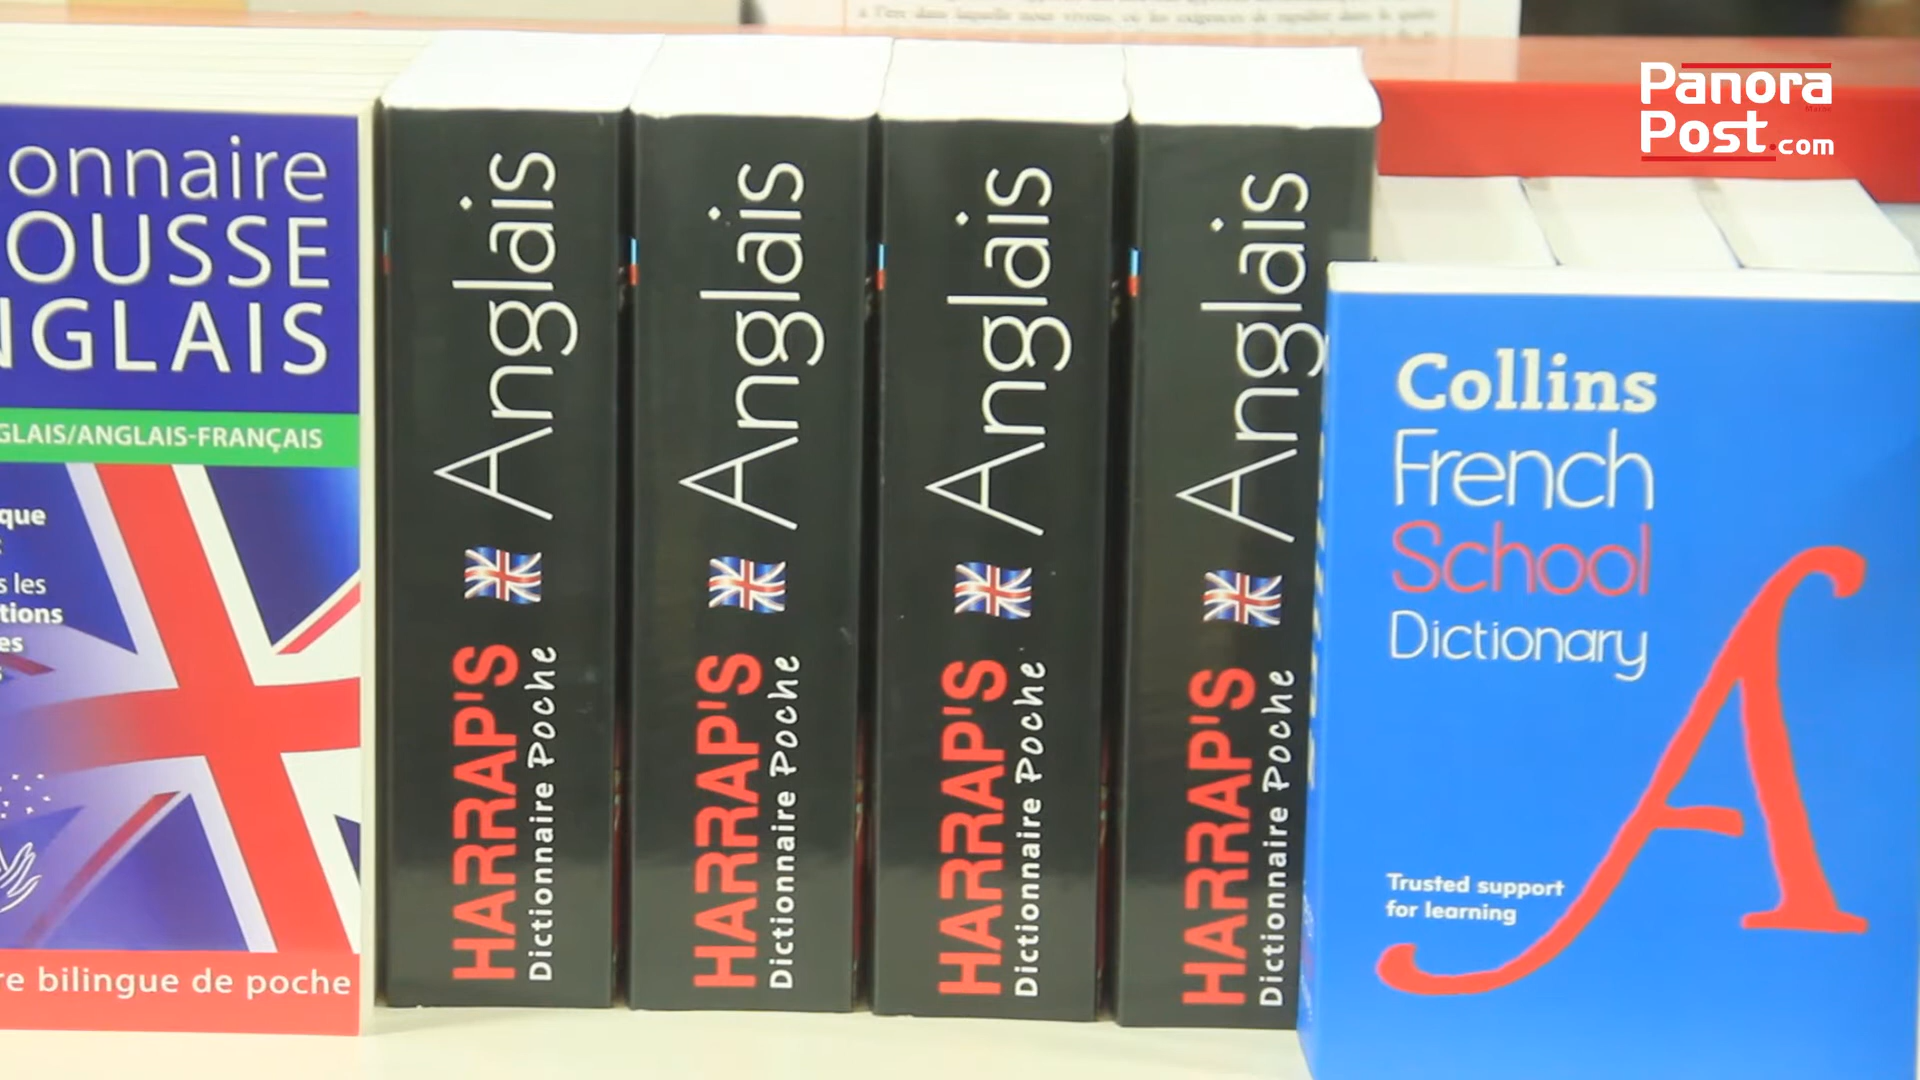 onnaire
OUSSE
NGLAIS
GLAIS/ANGLAIS-FRANÇAIS
que
s les
tions
es
re bilingue de poche
HARRAP'S Anglais
Dictionnaire Poche
HARRAP'S Anglais
Dictionnaire Poche
HARRAP'S Anglais
Dictionnaire Poche
HARRAP'S Anglais
Dictionnaire Poche
Collins
French
School
Dictionary
Trusted support
for learning
Panora
Post.com